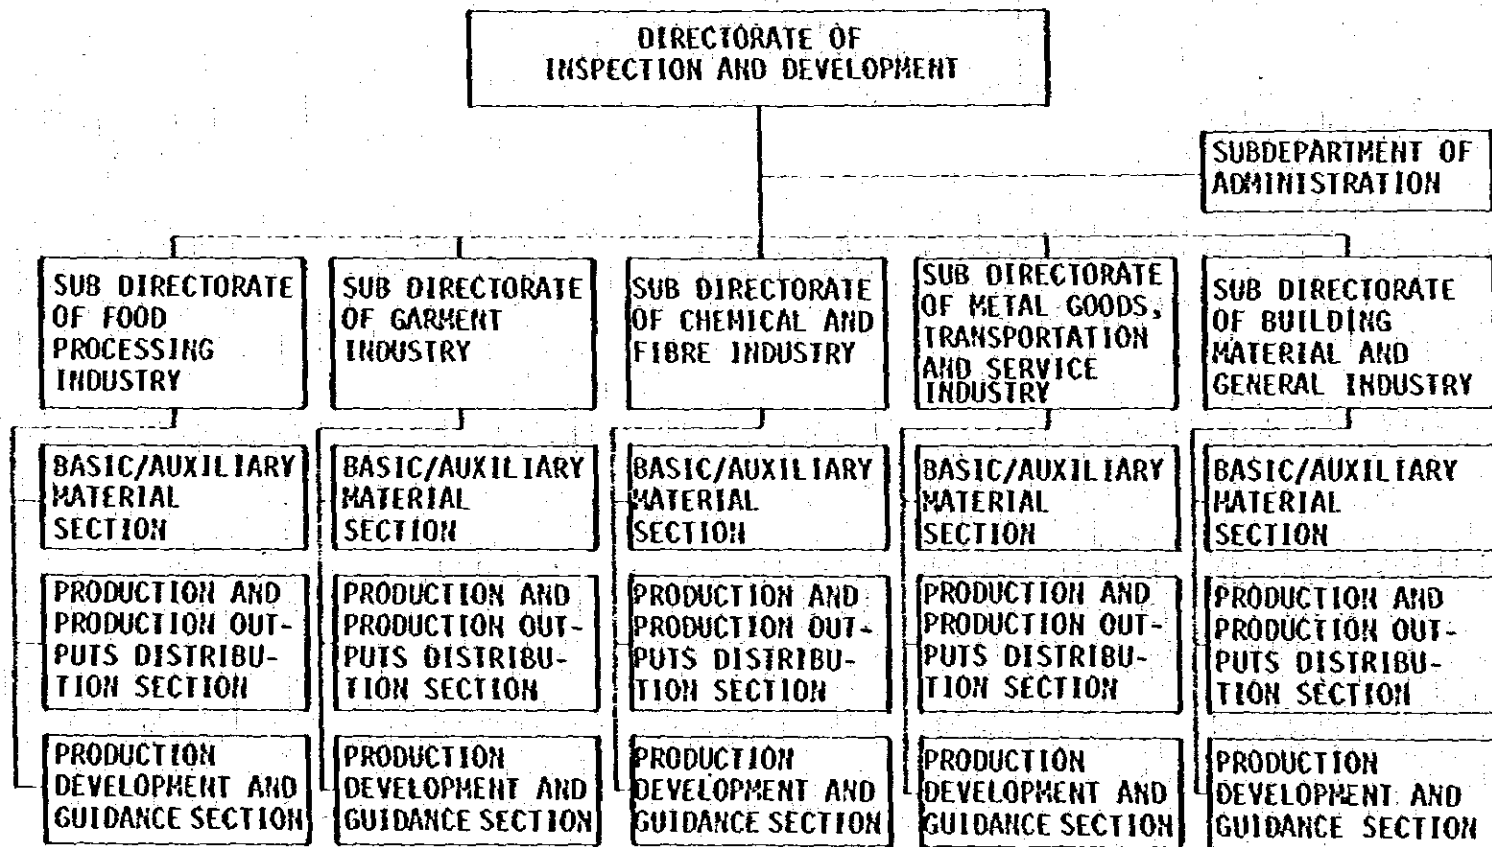 DIRECTORATE OF
INSPECTION AND DEVELOPMENT
SUBDEPARTMENT OF
ADMINISTRATION
SUB DIRECTORATE
OF FOOD
PROCESSING
INDUSTRY
SUB DIRECTORATE
OF GARMENT
INDUSTRY
SUB DIRECTORATE
OF CHEMICAL AND
FIBRE INDUSTRY
SUB DIRECTORATE
OF METAL GOODS,
TRANSPORTATION
AND SERVICE
INDUSTRY
SUB DIRECTORATE
OF BUILDING
MATERIAL AND
GENERAL INDUSTRY
BASIC/AUXILIARY
MATERIAL
SECTION
BASIC/AUXILIARY
MATERIAL
SECTION
BASIC/AUXILIARY
MATERIAL
SECTION
BASIC/AUXILIARY
MATERIAL
SECTION
BASIC/AUXILIARY
MATERIAL
SECTION
PRODUCTION AND
PRODUCTION OUT-
PUTS DISTRIBU-
TION SECTION
PRODUCTION AND
PRODUCTION OUT-
PUTS DISTRIBU-
TION SECTION
PRODUCTION AND
PRODUCTION OUT-
PUTS DISTRIBU-
TION SECTION
PRODUCTION AND
PRODUCTION OUT-
PUTS DISTRIBU-
TION SECTION
PRODUCTION AND
PRODUCTION OUT-
PUTS DISTRIBU-
TION SECTION
PRODUCTION
DEVELOPMENT AND
GUIDANCE SECTION
PRODUCTION
DEVELOPMENT AND
GUIDANCE SECTION
PRODUCTION
DEVELOPMENT AND
GUIDANCE SECTION
PRODUCTION
DEVELOPMENT AND
GUIDANCE SECTION
PRODUCTION
DEVELOPMENT AND
GUIDANCE SECTION